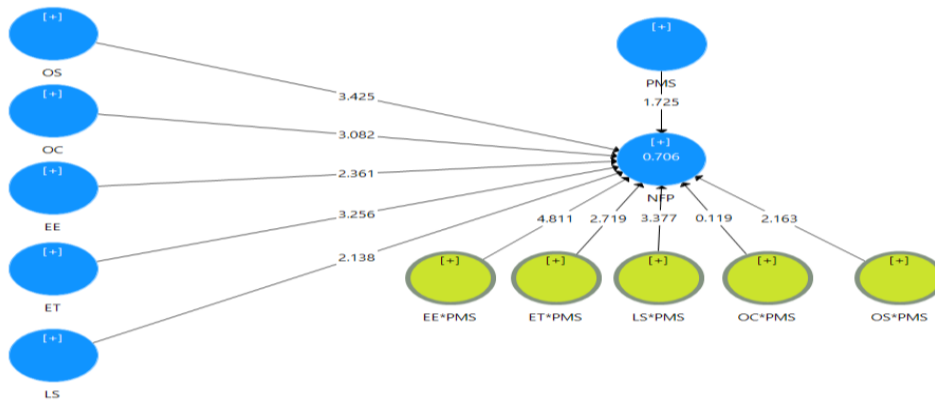 [+]
OS
[+]
OC
[+]
EE
[+]
ET
[+]
LS
3.425
3.082
2.361
3.256
2.138
[+]
PMS
1.725
[+]
0.706
NFP
4.811 2.719 3.377 0.119 2.163
[+] [+] [+] [+] [+]
EE*PMS ET*PMS LS*PMS OC*PMS OS*PMS